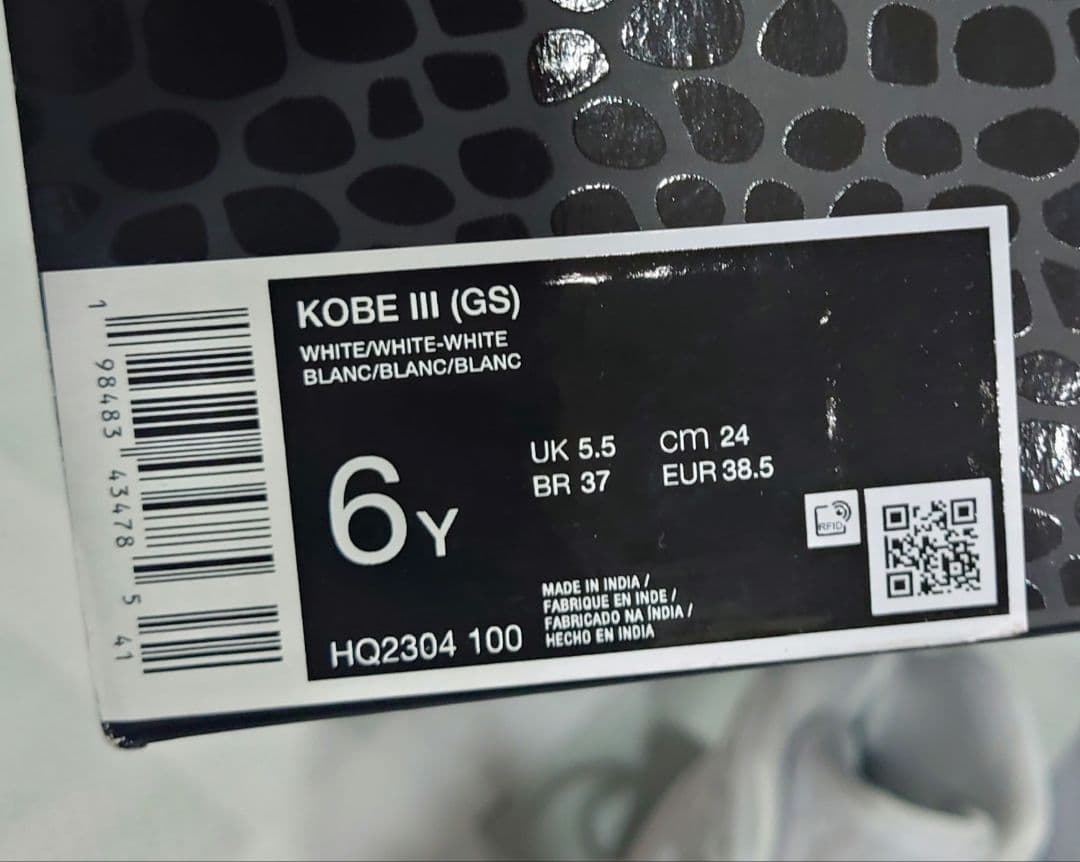 KOBE III (GS)
WHITE/WHITE-WHITE
BLANC/BLANC/BLANC
6Y
UK 5.5 cm 24
BR 37 EUR 38.5
RFID
MADE IN INDIA /
FABRIQUE EN INDE /
FABRICADO NA ÍNDIA /
HECHO EN INDIA
HQ2304 100
1 98483 43478 5 41